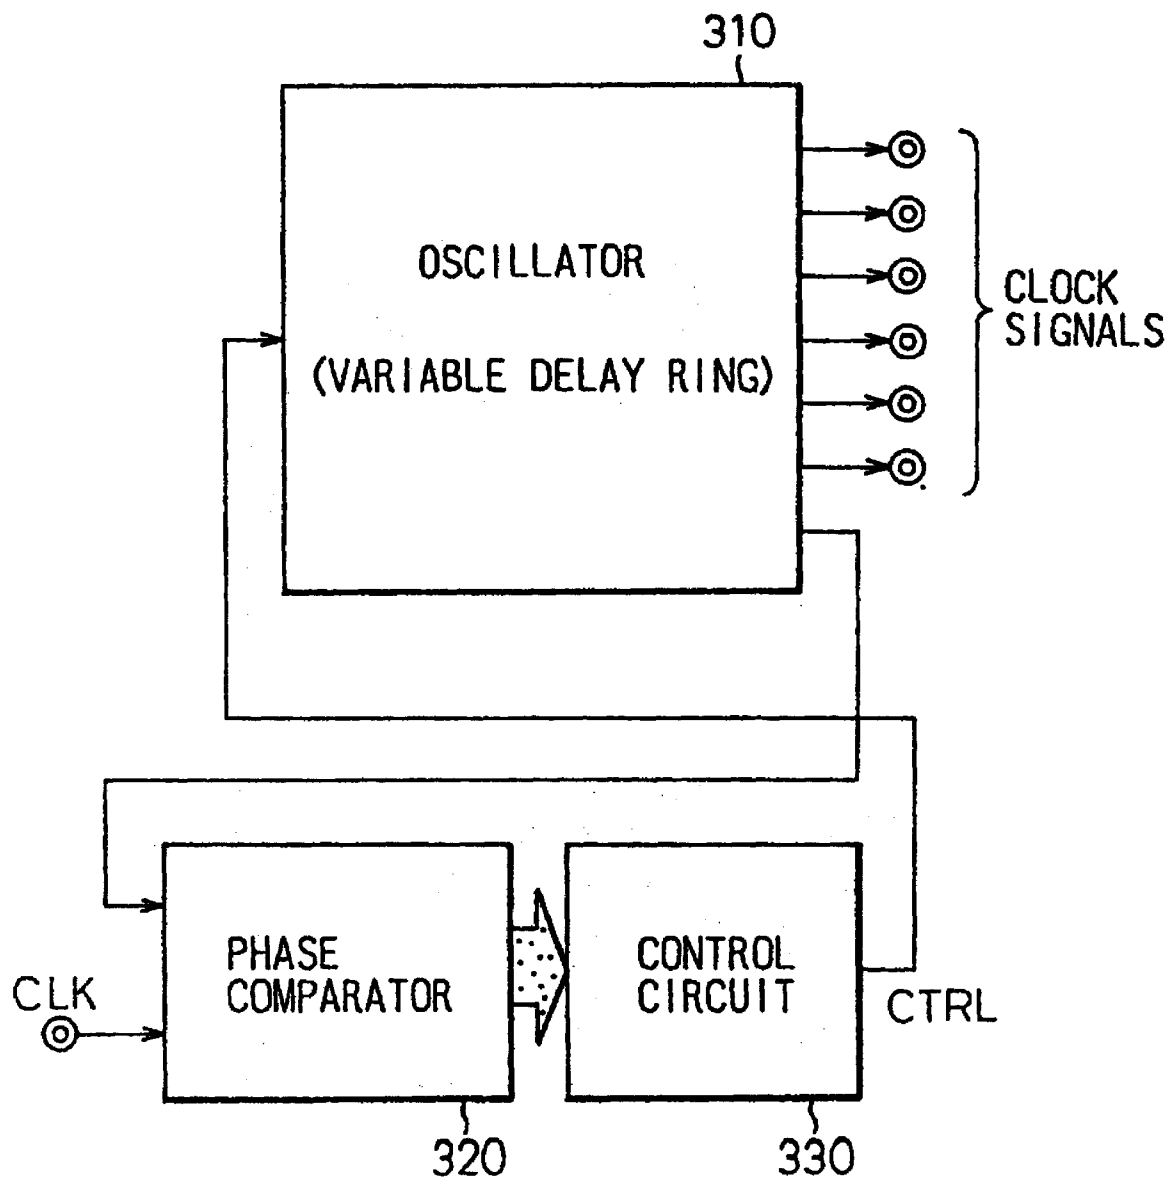 310
OSCILLATOR
(VARIABLE DELAY RING)
CLOCK
SIGNALS
PHASE
COMPARATOR
CONTROL
CIRCUIT
CLK
CTRL
320
330